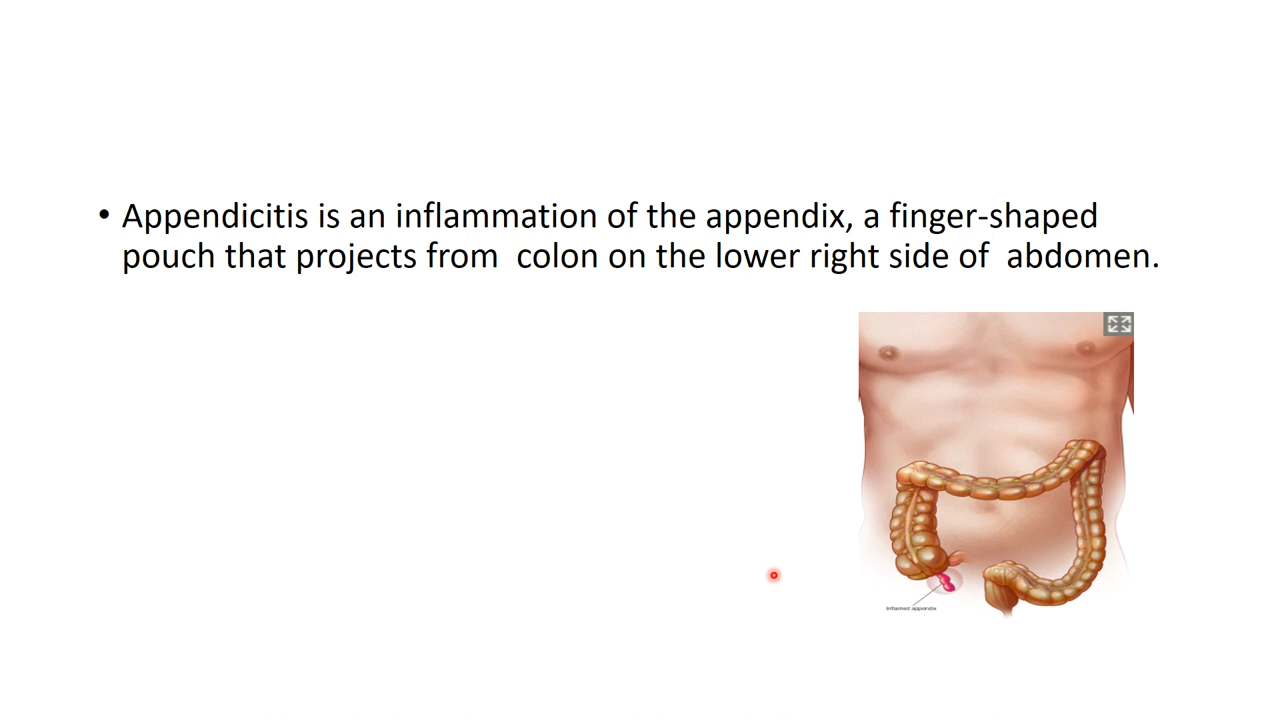 • Appendicitis is an inflammation of the appendix, a finger-shaped
pouch that projects from  colon on the lower right side of  abdomen.
Inflamed appendix